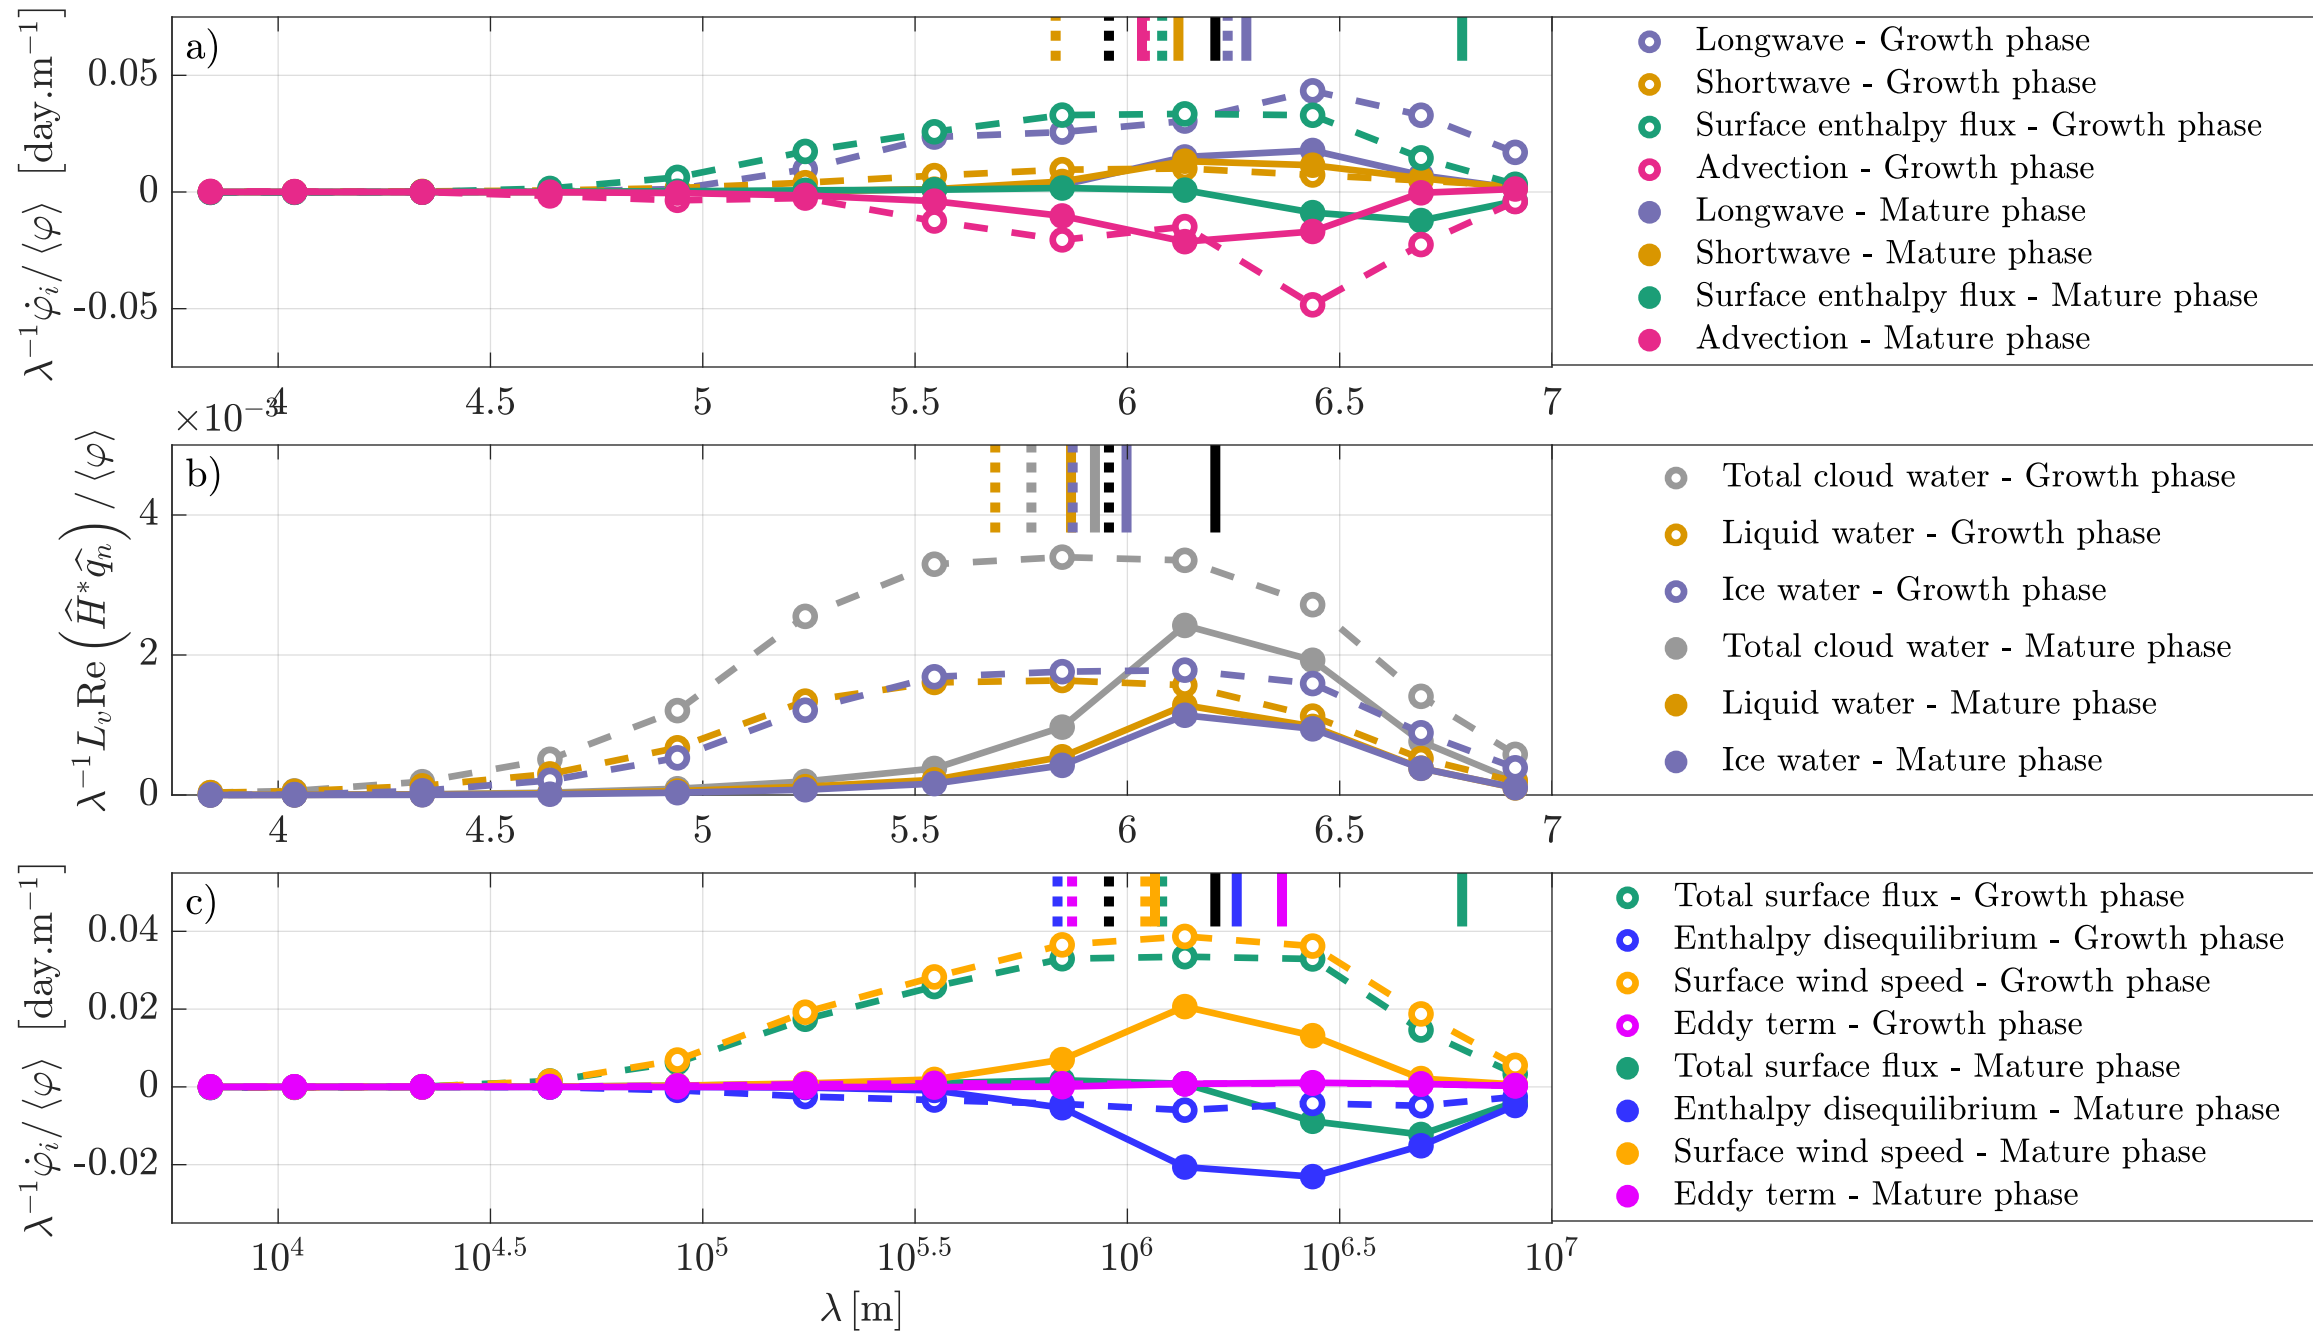 a)
λ⁻¹φ̇ᵢ/⟨φ⟩ [day.m⁻¹]
0.05
0
-0.05
4
4.5
5
5.5
6
6.5
7
Longwave - Growth phase
Shortwave - Growth phase
Surface enthalpy flux - Growth phase
Advection - Growth phase
Longwave - Mature phase
Shortwave - Mature phase
Surface enthalpy flux - Mature phase
Advection - Mature phase
×10⁻³
b)
λ⁻¹LᵥRe(Ĥ*q̂ₙ)/⟨φ⟩
4
2
0
4
4.5
5
5.5
6
6.5
7
Total cloud water - Growth phase
Liquid water - Growth phase
Ice water - Growth phase
Total cloud water - Mature phase
Liquid water - Mature phase
Ice water - Mature phase
c)
λ⁻¹φ̇ᵢ/⟨φ⟩ [day.m⁻¹]
0.04
0.02
0
-0.02
10⁴
10^4.5
10⁵
10^5.5
10⁶
10^6.5
10⁷
λ [m]
Total surface flux - Growth phase
Enthalpy disequilibrium - Growth phase
Surface wind speed - Growth phase
Eddy term - Growth phase
Total surface flux - Mature phase
Enthalpy disequilibrium - Mature phase
Surface wind speed - Mature phase
Eddy term - Mature phase